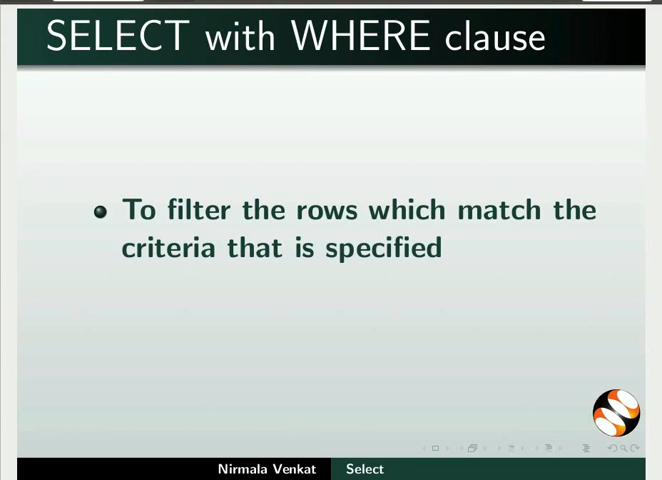 SELECT with WHERE clause
To filter the rows which match the
criteria that is specified
Nirmala Venkat Select